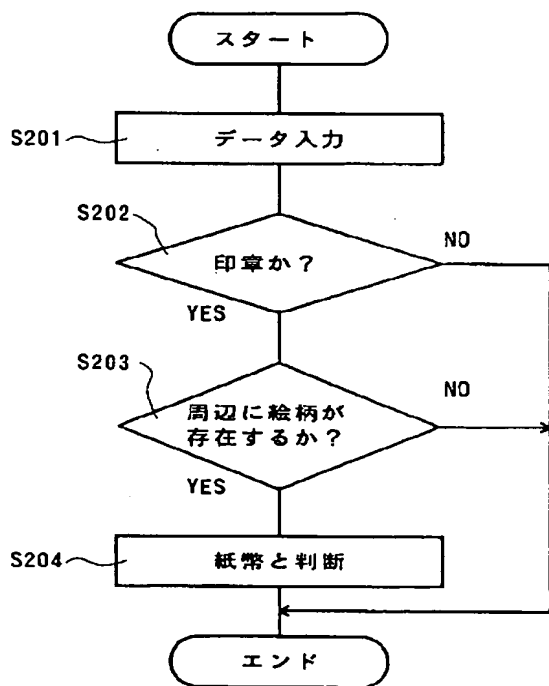 スタート
S201
データ入力
S202
印章か？
NO
YES
S203
周辺に絵柄が
存在するか？
NO
YES
S204
紙幣と判断
エンド